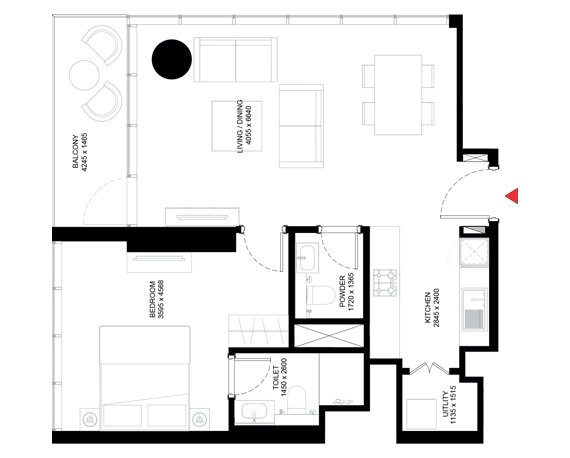 BALCONY
4245 x 1465
LIVING / DINING
4055 x 6640
BEDROOM
3595 x 4568
POWDER
1720 x 1365
KITCHEN
2845 x 2400
TOILET
1450 x 2600
UITLITY
1135 x 1515